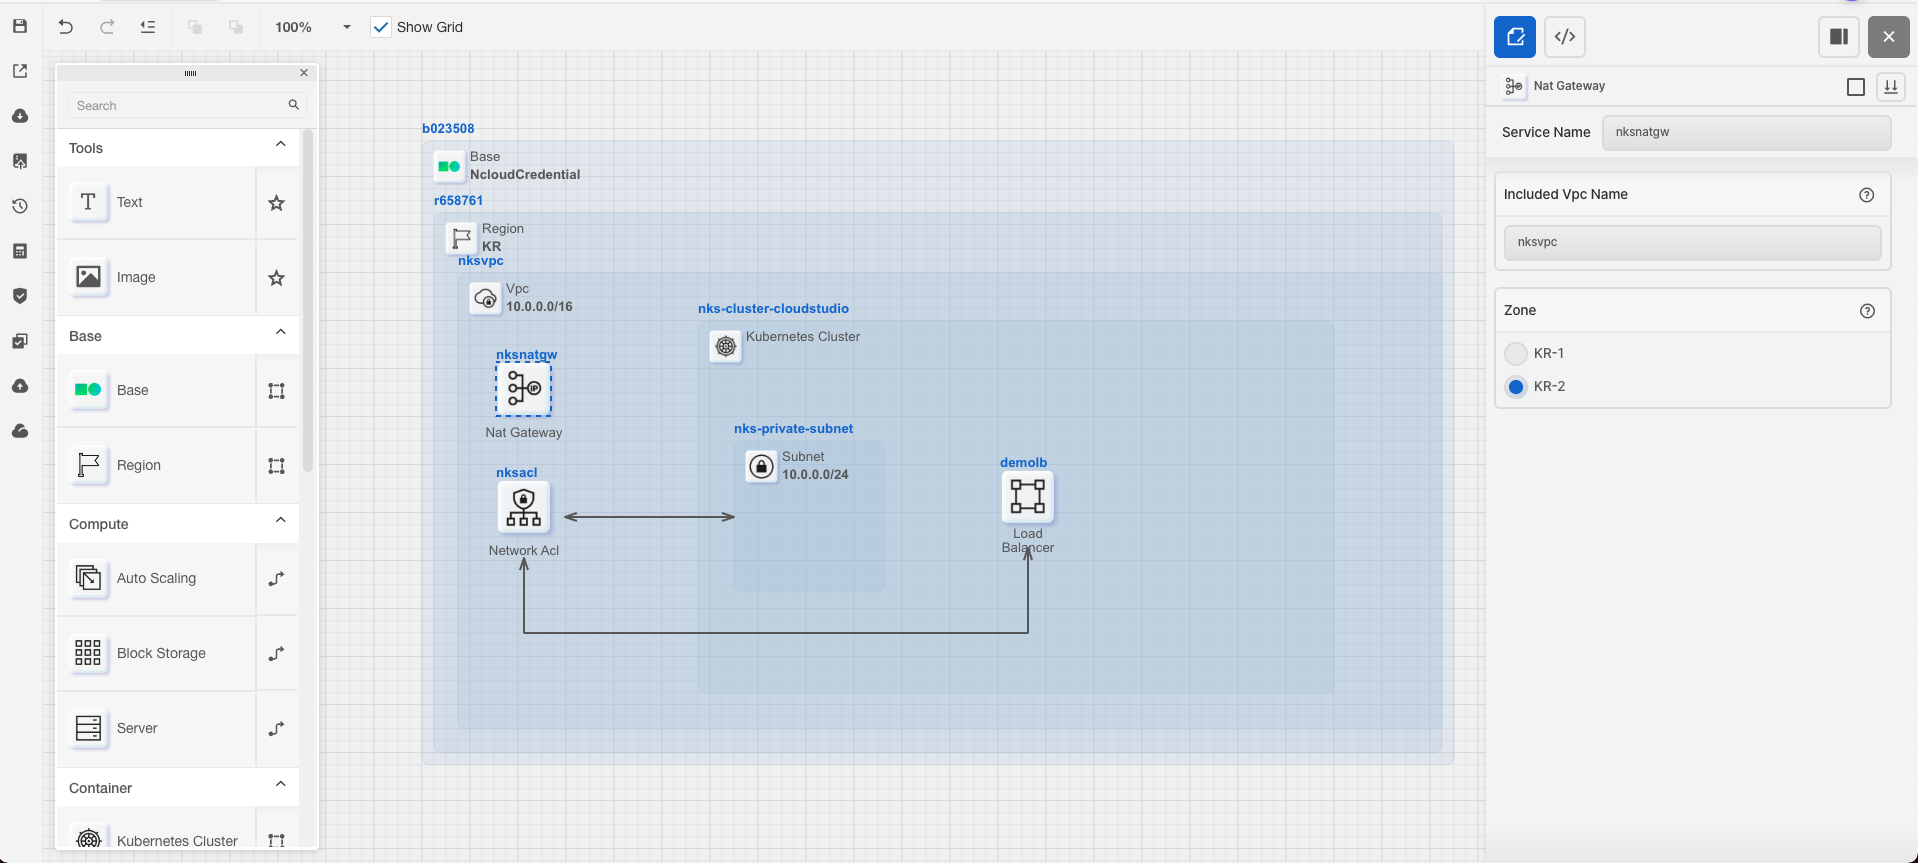 100%
Show Grid
Search
Tools
T Text
Image
Base
Base
Region
Compute
Auto Scaling
Block Storage
Server
Container
Kubernetes Cluster
b023508
Base
NcloudCredential
r658761
Region
KR
nksvpc
Vpc
10.0.0.0/16
nks-cluster-cloudstudio
Kubernetes Cluster
nksnatgw
IP
Nat Gateway
nks-private-subnet
Subnet
10.0.0.0/24
nksacl
Network Acl
demolb
Load
Balancer
</>
Nat Gateway
Service Name
nksnatgw
Included Vpc Name
?
nksvpc
Zone
?
KR-1
KR-2